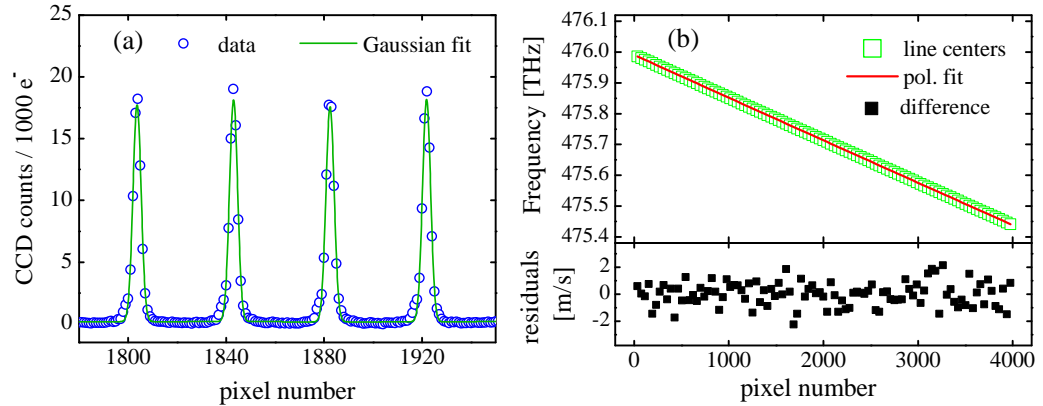 (a)
data
Gaussian fit
CCD counts / 1000 e⁻
25
20
15
10
5
0
1800 1840 1880 1920
pixel number
(b)
line centers
pol. fit
difference
Frequency [THz]
476.1
476.0
475.9
475.8
475.7
475.6
475.5
475.4
residuals
[m/s]
2
0
-2
0 1000 2000 3000 4000
pixel number